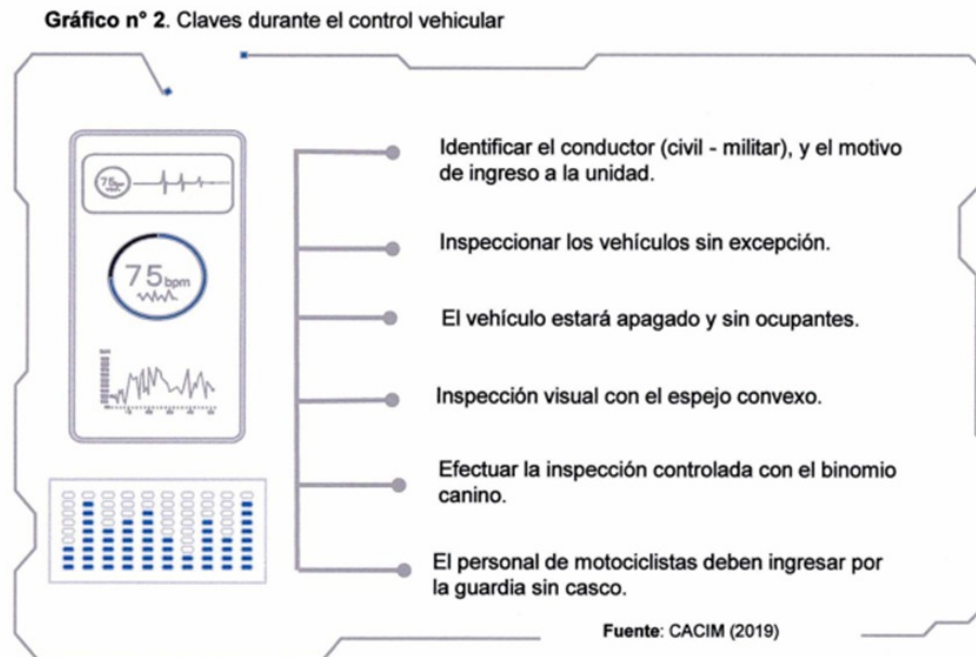 Gráfico n° 2. Claves durante el control vehicular
Identificar el conductor (civil - militar), y el motivo
de ingreso a la unidad.
75bpm
Inspeccionar los vehículos sin excepción.
75bpm
El vehículo estará apagado y sin ocupantes.
Inspección visual con el espejo convexo.
Efectuar la inspección controlada con el binomio
canino.
El personal de motociclistas deben ingresar por
la guardia sin casco.
Fuente: CACIM (2019)